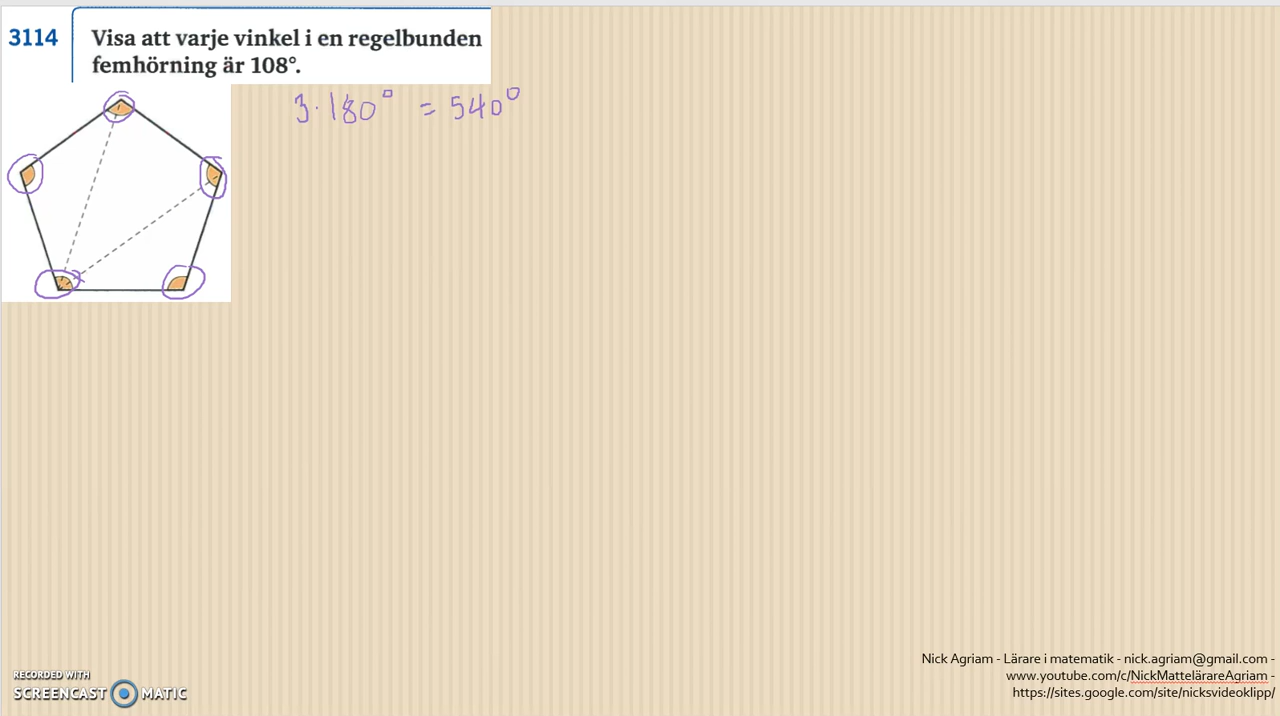 3114 Visa att varje vinkel i en regelbunden
femhörning är 108°.
3·180° = 540°
Nick Agriam - Lärare i matematik - nick.agriam@gmail.com -
www.youtube.com/c/NickMattelärareAgriam -
https://sites.google.com/site/nicksvideoklipp/
RECORDED WITH
SCREENCAST MATIC